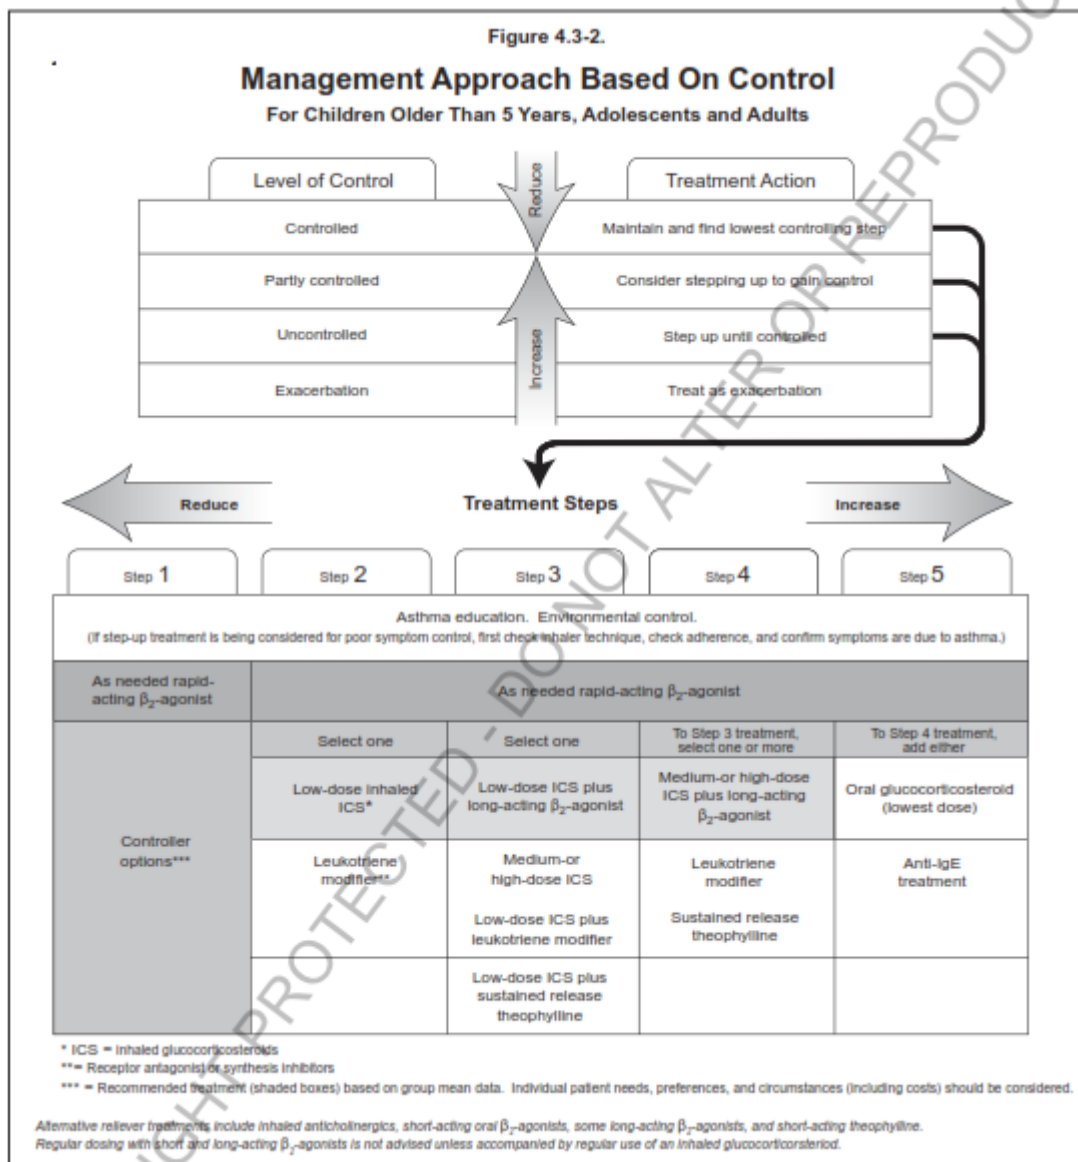 Figure 4.3-2.
Management Approach Based On Control
For Children Older Than 5 Years, Adolescents and Adults
Level of Control
Reduce
Treatment Action
Controlled
Maintain and find lowest controlling step
Partly controlled
Consider stepping up to gain control
Uncontrolled
Increase
Step up until controlled
Exacerbation
Treat as exacerbation
Reduce
Treatment Steps
Increase
Step 1
Step 2
Step 3
Step 4
Step 5
Asthma education. Environmental control.
(If step-up treatment is being considered for poor symptom control, first check inhaler technique, check adherence, and confirm symptoms are due to asthma.)
As needed rapid-
acting β2-agonist
As needed rapid-acting β2-agonist
Controller
options***
Select one
Low-dose inhaled
ICS*
Leukotriene
modifier**
Select one
Low-dose ICS plus
long-acting β2-agonist
Medium-or
high-dose ICS
Low-dose ICS plus
leukotriene modifier
Low-dose ICS plus
sustained release
theophylline
To Step 3 treatment,
select one or more
Medium-or high-dose
ICS plus long-acting
β2-agonist
Leukotriene
modifier
Sustained release
theophylline
To Step 4 treatment,
add either
Oral glucocorticosteroid
(lowest dose)
Anti-IgE
treatment
* ICS = inhaled glucocorticosteroids
**= Receptor antagonist or synthesis inhibitors
*** = Recommended treatment (shaded boxes) based on group mean data. Individual patient needs, preferences, and circumstances (including costs) should be considered.
Alternative reliever treatments include inhaled anticholinergics, short-acting oral β2-agonists, some long-acting β2-agonists, and short-acting theophylline.
Regular dosing with short and long-acting β2-agonists is not advised unless accompanied by regular use of an inhaled glucocorticorsteriod.
IGHT PROTECTED - DO NOT ALTER OR REPRODUC